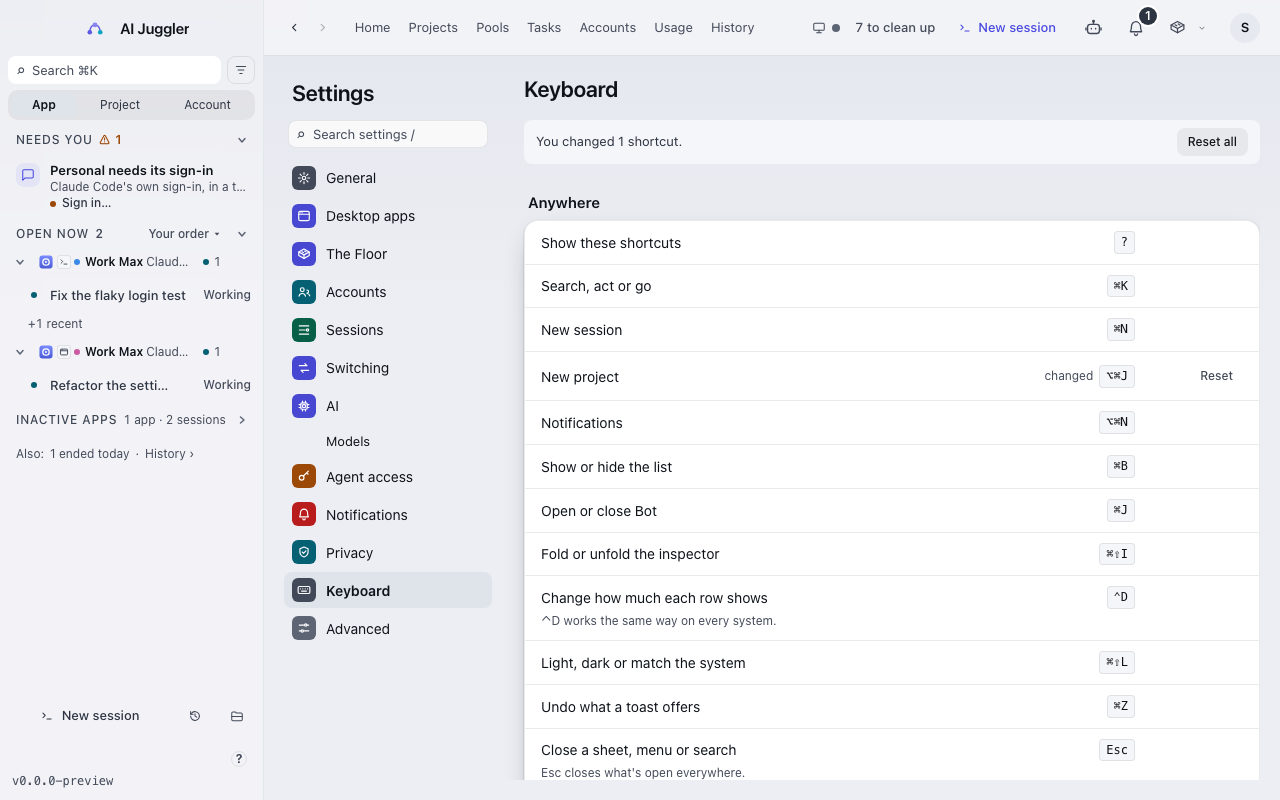 AI Juggler
Search ⌘K
App Project Account
NEEDS YOU 1
Personal needs its sign-in
Claude Code's own sign-in, in a t...
Sign in...
OPEN NOW 2 Your order
Work Max Claud... 1
Fix the flaky login test Working
+1 recent
Work Max Claud... 1
Refactor the setti... Working
INACTIVE APPS 1 app · 2 sessions
Also: 1 ended today · History ›
New session
?
v0.0.0-preview
Home Projects Pools Tasks Accounts Usage History 7 to clean up New session 1 S
Settings
Search settings /
General
Desktop apps
The Floor
Accounts
Sessions
Switching
AI
Models
Agent access
Notifications
Privacy
Keyboard
Advanced
Keyboard
You changed 1 shortcut. Reset all
Anywhere
Show these shortcuts ?
Search, act or go ⌘K
New session ⌘N
New project changed ⌥⌘J Reset
Notifications ⌥⌘N
Show or hide the list ⌘B
Open or close Bot ⌘J
Fold or unfold the inspector ⌘⇧I
Change how much each row shows ^D
^D works the same way on every system.
Light, dark or match the system ⌘⇧L
Undo what a toast offers ⌘Z
Close a sheet, menu or search Esc
Esc closes what's open everywhere.